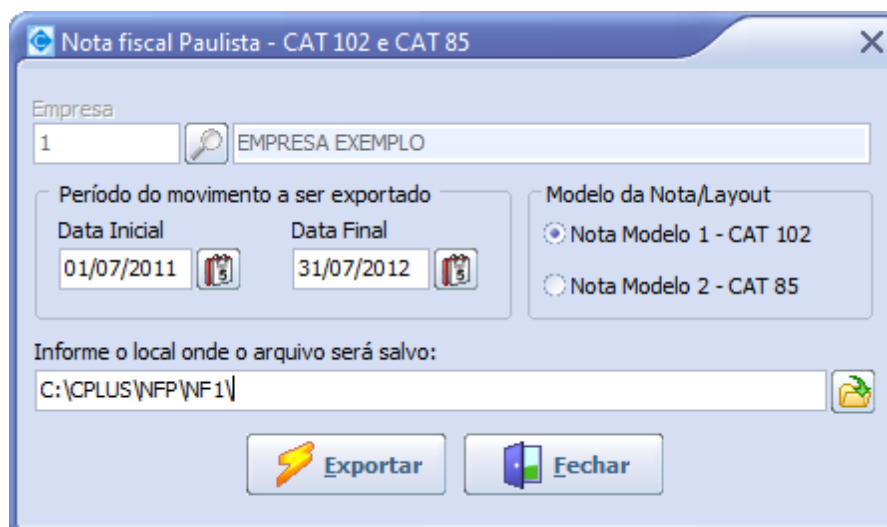 Nota fiscal Paulista - CAT 102 e CAT 85
Empresa
1 EMPRESA EXEMPLO
Período do movimento a ser exportado
Data Inicial Data Final
01/07/2011 31/07/2012
Modelo da Nota/Layout
Nota Modelo 1 - CAT 102
Nota Modelo 2 - CAT 85
Informe o local onde o arquivo será salvo:
C:\CPLUS\NFP\NF1\
Exportar Fechar